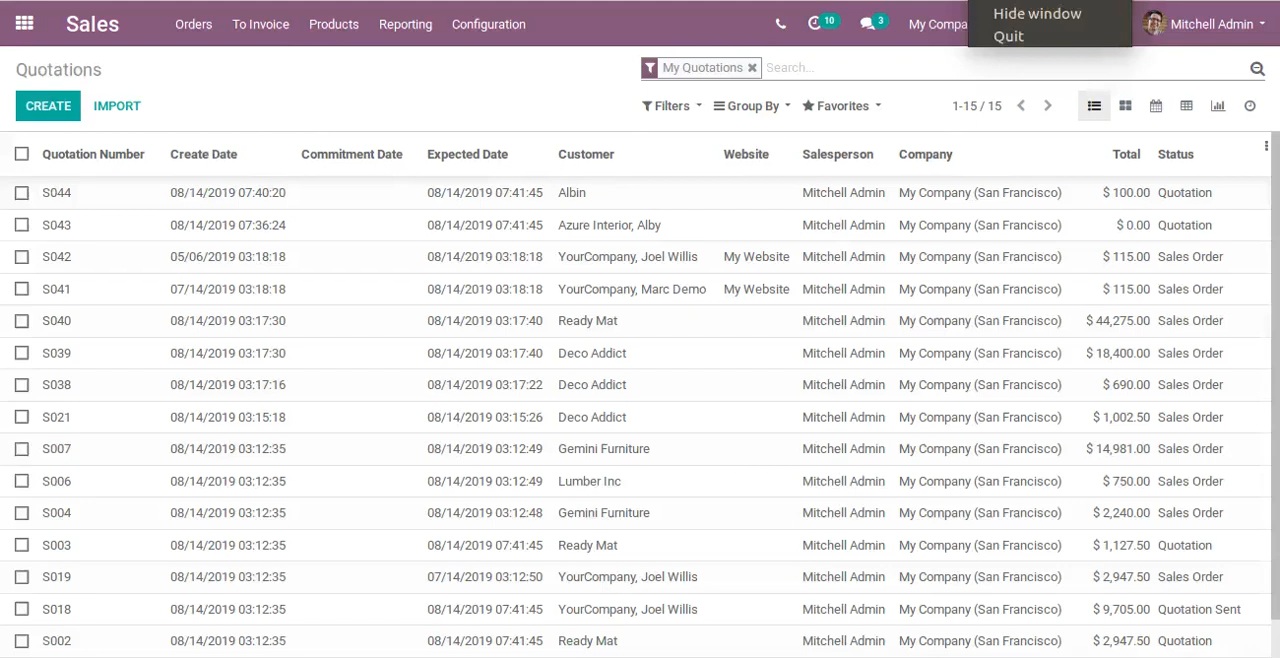 Sales Orders To Invoice Products Reporting Configuration 10 3 My Compa Hide window Mitchell Admin
Quit
Quotations My Quotations Search...
CREATE IMPORT Filters Group By Favorites 1-15 / 15
Quotation Number Create Date Commitment Date Expected Date Customer Website Salesperson Company Total Status
S044 08/14/2019 07:40:20 08/14/2019 07:41:45 Albin Mitchell Admin My Company (San Francisco) $ 100.00 Quotation
S043 08/14/2019 07:36:24 08/14/2019 07:41:45 Azure Interior, Alby Mitchell Admin My Company (San Francisco) $ 0.00 Quotation
S042 05/06/2019 03:18:18 08/14/2019 03:18:18 YourCompany, Joel Willis My Website Mitchell Admin My Company (San Francisco) $ 115.00 Sales Order
S041 07/14/2019 03:18:18 08/14/2019 03:18:18 YourCompany, Marc Demo My Website Mitchell Admin My Company (San Francisco) $ 115.00 Sales Order
S040 08/14/2019 03:17:30 08/14/2019 03:17:40 Ready Mat Mitchell Admin My Company (San Francisco) $ 44,275.00 Sales Order
S039 08/14/2019 03:17:30 08/14/2019 03:17:40 Deco Addict Mitchell Admin My Company (San Francisco) $ 18,400.00 Sales Order
S038 08/14/2019 03:17:16 08/14/2019 03:17:22 Deco Addict Mitchell Admin My Company (San Francisco) $ 690.00 Sales Order
S021 08/14/2019 03:15:18 08/14/2019 03:15:26 Deco Addict Mitchell Admin My Company (San Francisco) $ 1,002.50 Sales Order
S007 08/14/2019 03:12:35 08/14/2019 03:12:49 Gemini Furniture Mitchell Admin My Company (San Francisco) $ 14,981.00 Sales Order
S006 08/14/2019 03:12:35 08/14/2019 03:12:49 Lumber Inc Mitchell Admin My Company (San Francisco) $ 750.00 Sales Order
S004 08/14/2019 03:12:35 08/14/2019 03:12:48 Gemini Furniture Mitchell Admin My Company (San Francisco) $ 2,240.00 Sales Order
S003 08/14/2019 03:12:35 08/14/2019 07:41:45 Ready Mat Mitchell Admin My Company (San Francisco) $ 1,127.50 Quotation
S019 08/14/2019 03:12:35 07/14/2019 03:12:50 YourCompany, Joel Willis Mitchell Admin My Company (San Francisco) $ 2,947.50 Sales Order
S018 08/14/2019 03:12:35 08/14/2019 07:41:45 YourCompany, Joel Willis Mitchell Admin My Company (San Francisco) $ 9,705.00 Quotation Sent
S002 08/14/2019 03:12:35 08/14/2019 07:41:45 Ready Mat Mitchell Admin My Company (San Francisco) $ 2,947.50 Quotation